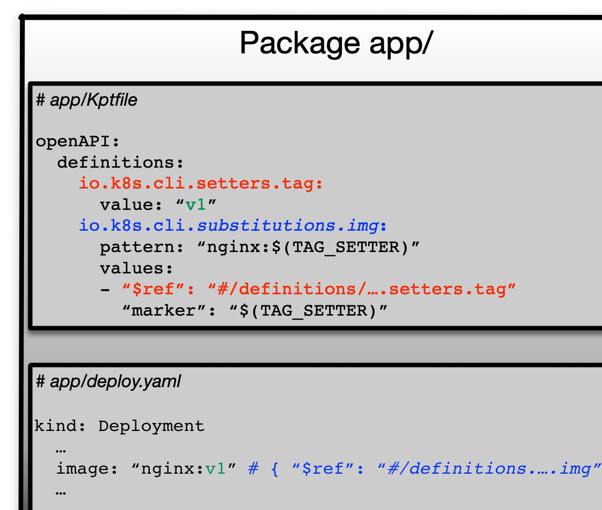 Package app/
# app/Kptfile
openAPI:
definitions:
io.k8s.cli.setters.tag:
value: “v1”
io.k8s.cli.substitutions.img:
pattern: “nginx:$(TAG_SETTER)”
values:
- “$ref”: “#/definitions/….setters.tag”
“marker”: “$(TAG_SETTER)”
# app/deploy.yaml
kind: Deployment
…
image: “nginx:v1” # { “$ref”: “#/definitions.….img”
…